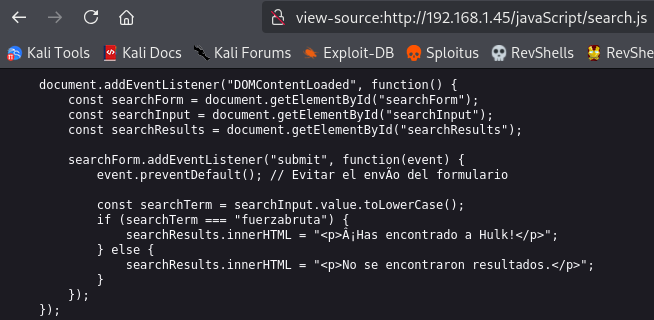 view-source:http://192.168.1.45/javaScript/search.js
Kali Tools Kali Docs Kali Forums Exploit-DB Sploitus RevShells RevShe
document.addEventListener("DOMContentLoaded", function() {
const searchForm = document.getElementById("searchForm");
const searchInput = document.getElementById("searchInput");
const searchResults = document.getElementById("searchResults");
searchForm.addEventListener("submit", function(event) {
event.preventDefault(); // Evitar el envÃo del formulario
const searchTerm = searchInput.value.toLowerCase();
if (searchTerm === "fuerzabruta") {
searchResults.innerHTML = "<p>Â¡Has encontrado a Hulk!</p>";
} else {
searchResults.innerHTML = "<p>No se encontraron resultados.</p>";
}
});
});